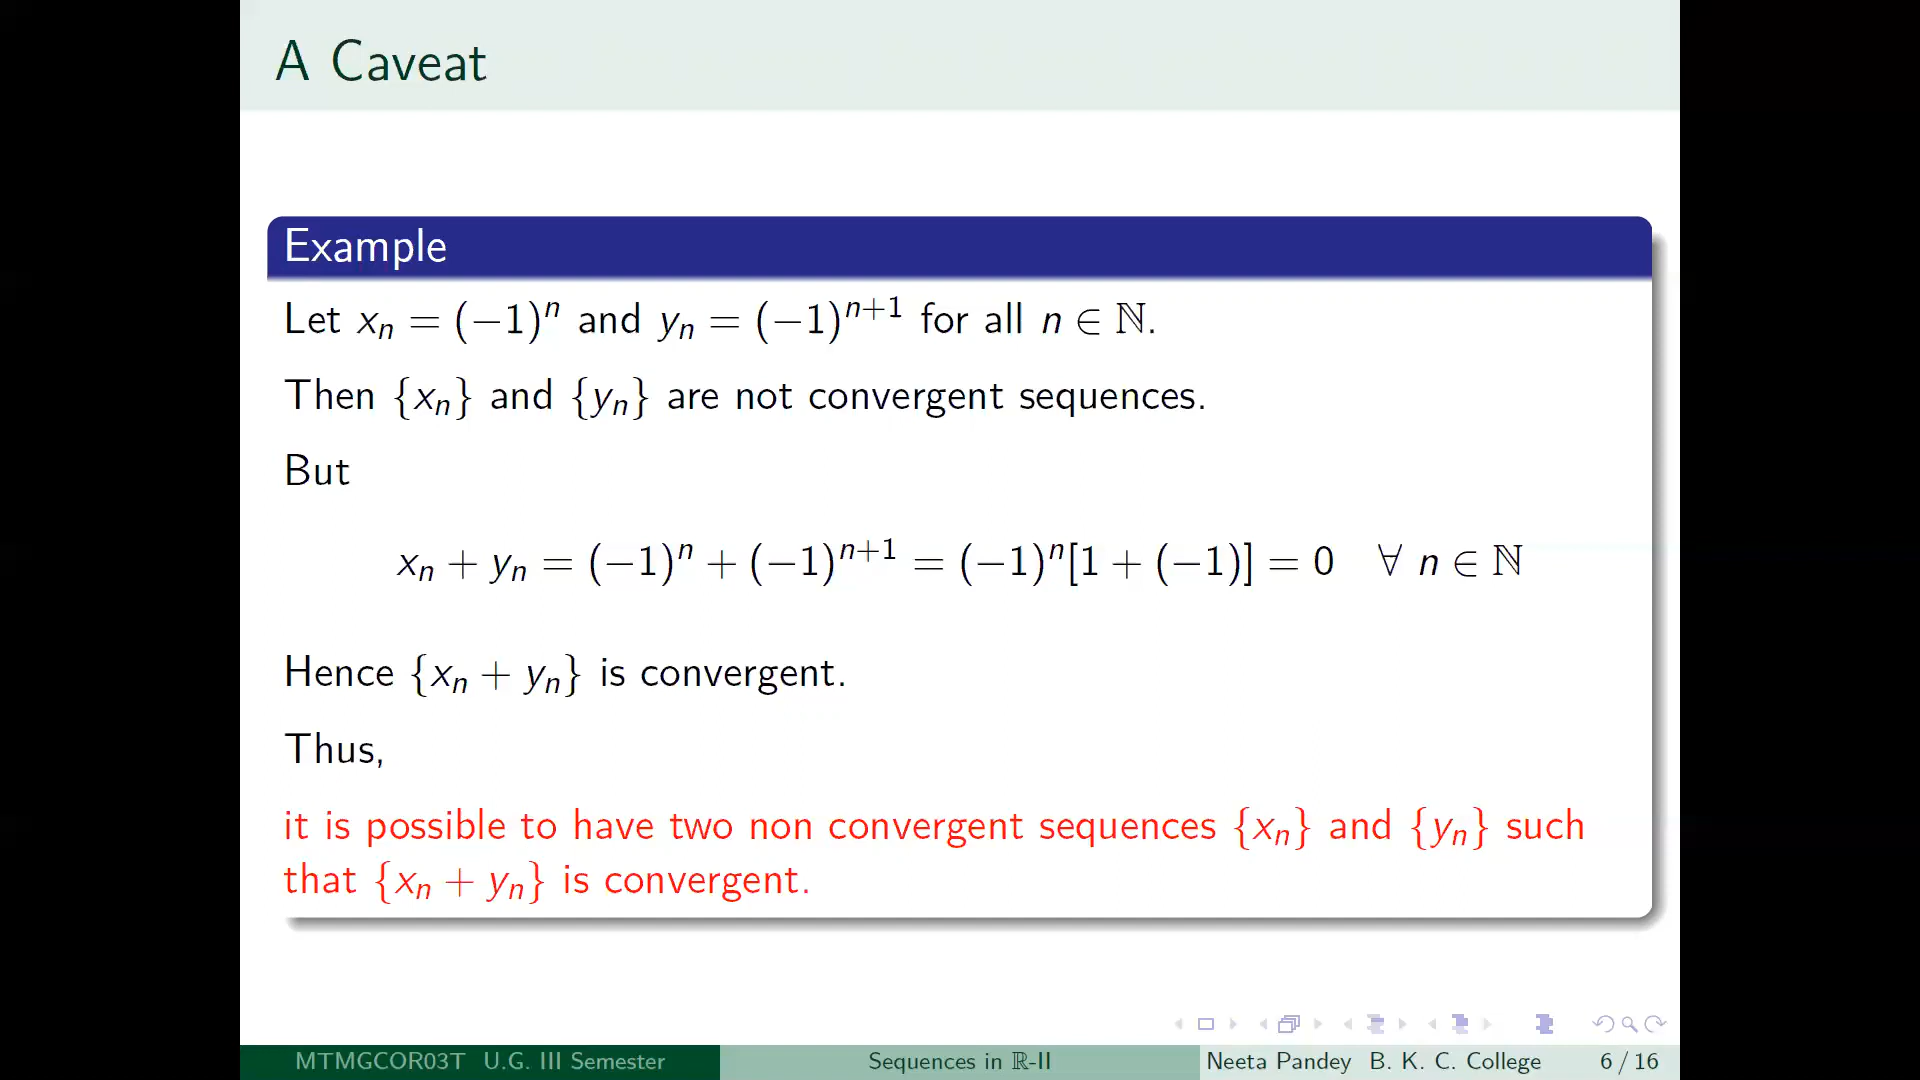 A Caveat
Example
Let xₙ = (−1)ⁿ and yₙ = (−1)ⁿ⁺¹ for all n ∈ ℕ.
Then {xₙ} and {yₙ} are not convergent sequences.
But
xₙ + yₙ = (−1)ⁿ + (−1)ⁿ⁺¹ = (−1)ⁿ[1 + (−1)] = 0 ∀ n ∈ ℕ
Hence {xₙ + yₙ} is convergent.
Thus,
it is possible to have two non convergent sequences {xₙ} and {yₙ} such
that {xₙ + yₙ} is convergent.
MTMGCOR03T U.G. III Semester Sequences in ℝ-II Neeta Pandey B. K. C. College 6 / 16